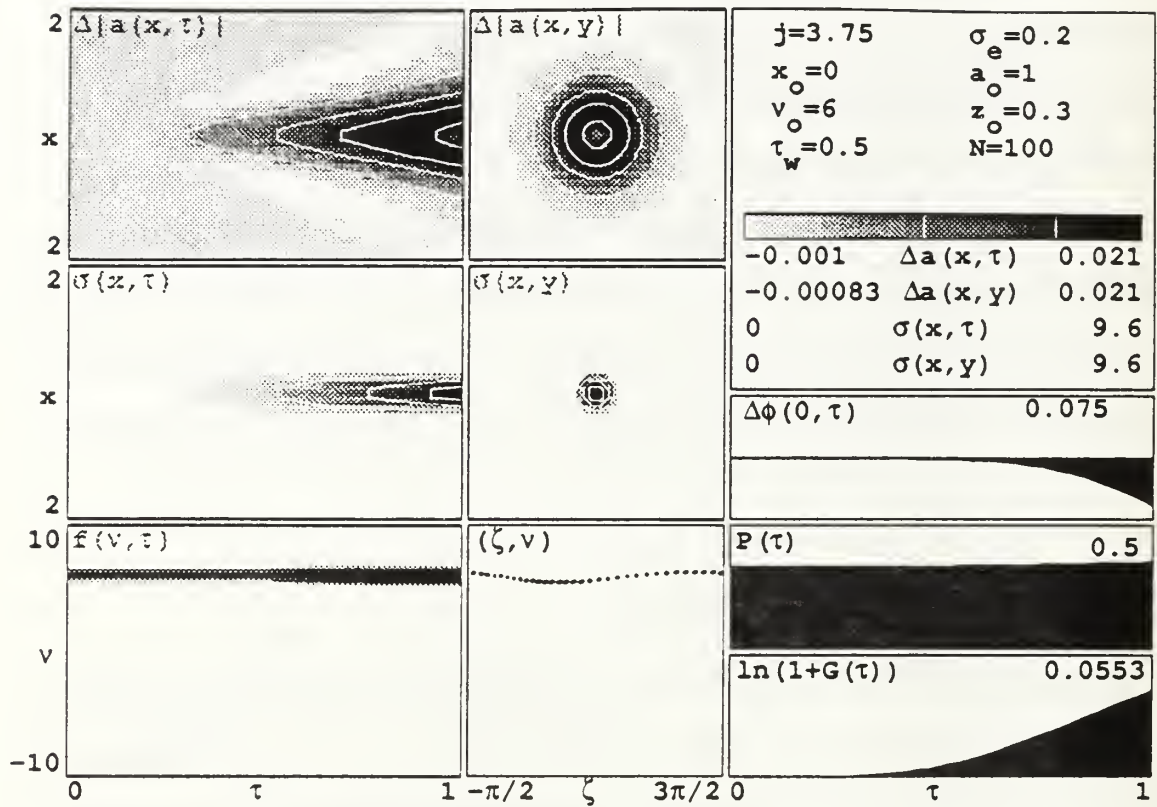 2
Δ|a(x,τ)|
x
2
Δ|a(x,y)|
j=3.75 σe=0.2
xo=0 ao=1
νo=6 zo=0.3
τw=0.5 N=100
-0.001 Δa(x,τ) 0.021
-0.00083 Δa(x,y) 0.021
0 σ(x,τ) 9.6
0 σ(x,y) 9.6
2
σ(x,τ)
x
2
σ(x,y)
Δϕ(0,τ) 0.075
10
f(ν,τ)
ν
-10
(ζ,ν)
P(τ) 0.5
ln(1+G(τ)) 0.0553
0 τ 1
-π/2 ζ 3π/2
0 τ 1